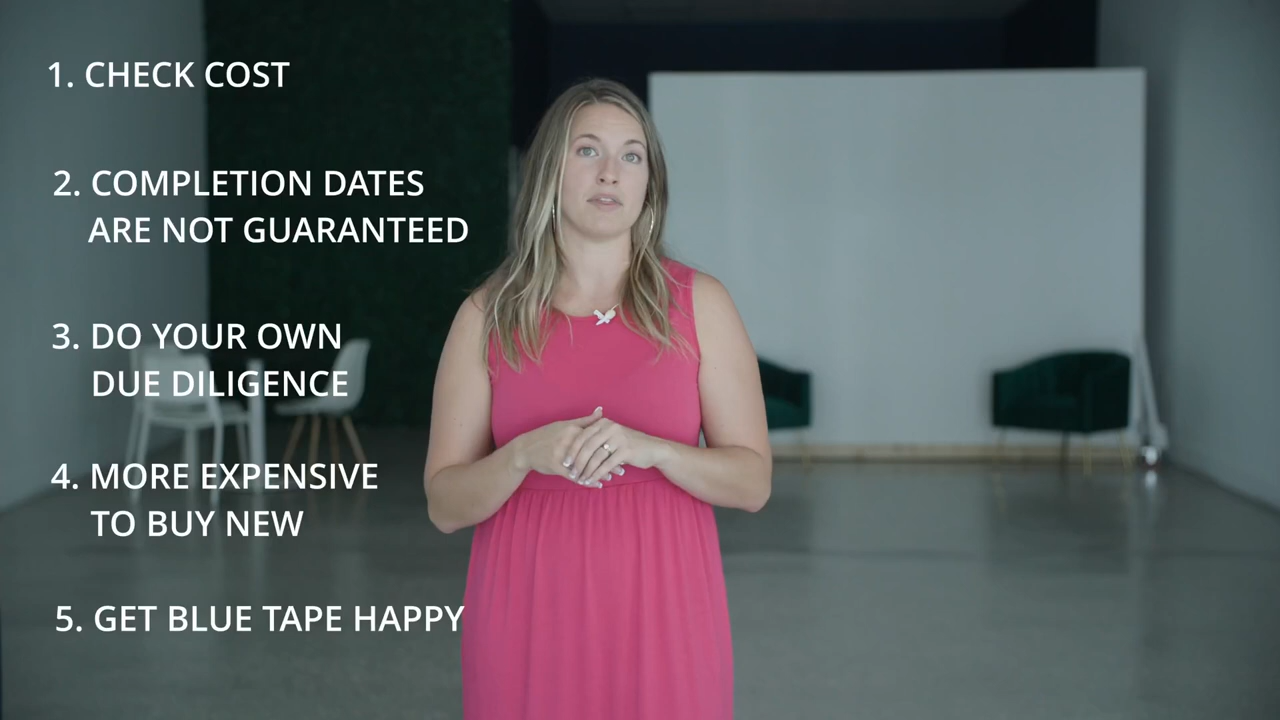 1. CHECK COST
2. COMPLETION DATES
ARE NOT GUARANTEED
3. DO YOUR OWN
DUE DILIGENCE
4. MORE EXPENSIVE
TO BUY NEW
5. GET BLUE TAPE HAPPY